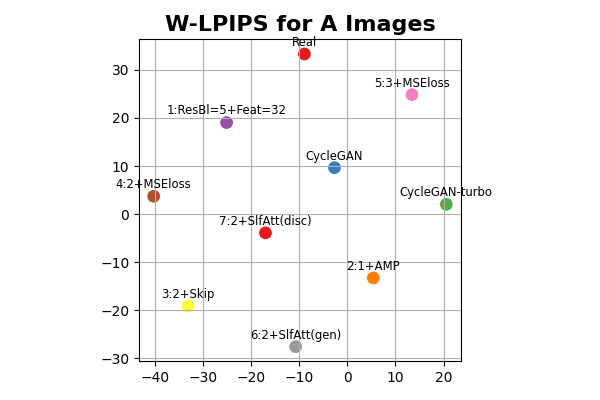 W-LPIPS for A Images
Real
5:3+MSEloss
1:ResBl=5+Feat=32
CycleGAN
4:2+MSEloss
CycleGAN-turbo
7:2+SlfAtt(disc)
2:1+AMP
3:2+Skip
6:2+SlfAtt(gen)
30
20
10
0
−10
−20
−30
−40 −30 −20 −10 0 10 20